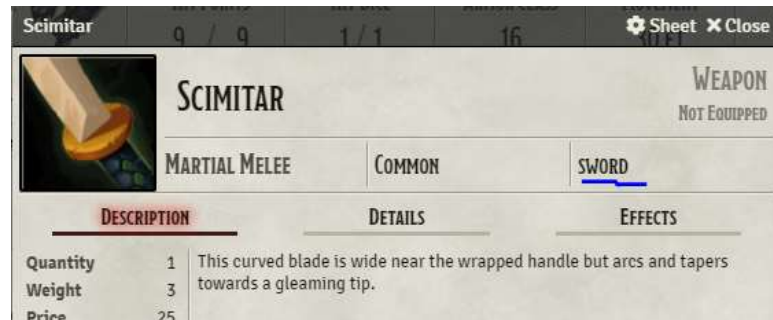 Scimitar
Sheet
Close
9 / 9
1 / 1
16
Scimitar
Weapon
Not Equipped
Martial Melee
Common
sword
Description
Details
Effects
Quantity 1
Weight 3
Price 25
This curved blade is wide near the wrapped handle but arcs and tapers
towards a gleaming tip.